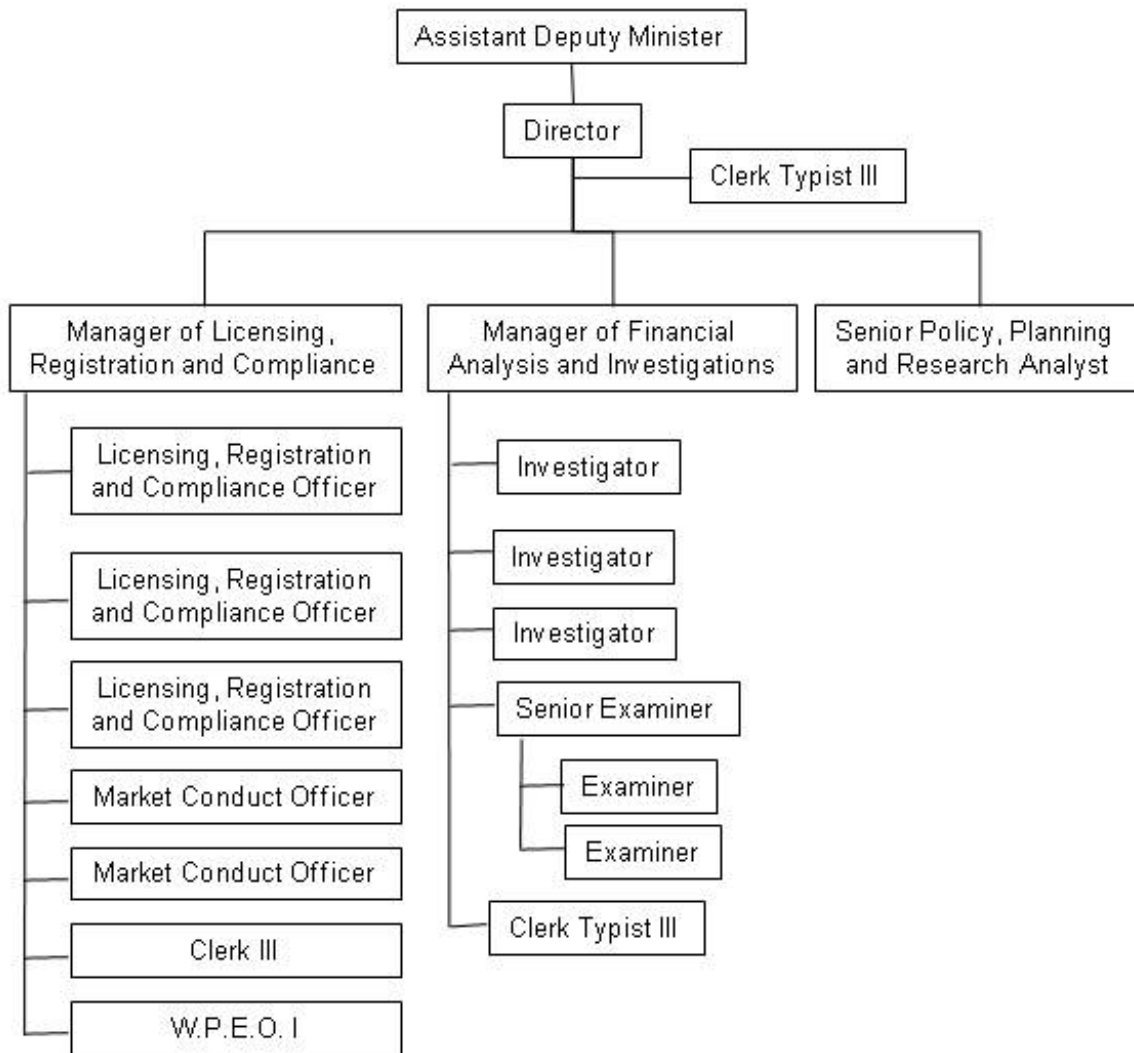 Assistant Deputy Minister
Director
Clerk Typist III
Manager of Licensing,
Registration and Compliance
Manager of Financial
Analysis and Investigations
Senior Policy, Planning
and Research Analyst
Licensing, Registration
and Compliance Officer
Licensing, Registration
and Compliance Officer
Licensing, Registration
and Compliance Officer
Market Conduct Officer
Market Conduct Officer
Clerk III
W.P.E.O. I
Investigator
Investigator
Investigator
Senior Examiner
Examiner
Examiner
Clerk Typist III